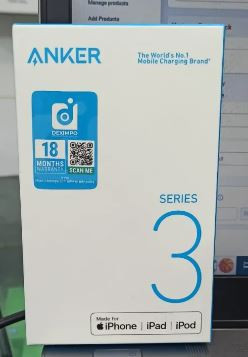 Manage products
Add Products
ANKER
The World's No.1
Mobile Charging Brand*
DEXIMPO
18
MONTHS
WARRANTY
SCAN ME
SERIES
3
Made for
iPhone | iPad | iPod